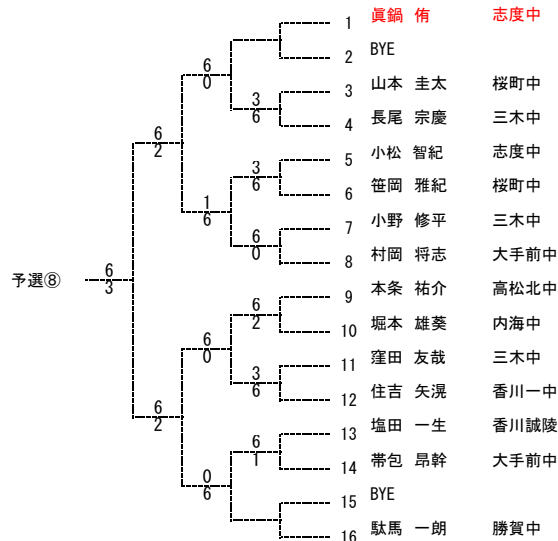 1 眞鍋 侑 志度中
2 BYE
6
0
3 山本 圭太 桜町中
3
6
4 長尾 宗慶 三木中
6
2
5 小松 智紀 志度中
3
6
6 笹岡 雅紀 桜町中
1
6
7 小野 修平 三木中
6
0
8 村岡 将志 大手前中
予選⑧
6
3
9 本条 祐介 高松北中
6
2
10 堀本 雄葵 内海中
6
0
11 窪田 友哉 三木中
3
6
12 住吉 矢滉 香川一中
6
2
13 塩田 一生 香川誠陵
6
1
14 帯包 昂幹 大手前中
0
6
15 BYE
16 駄馬 一朗 勝賀中